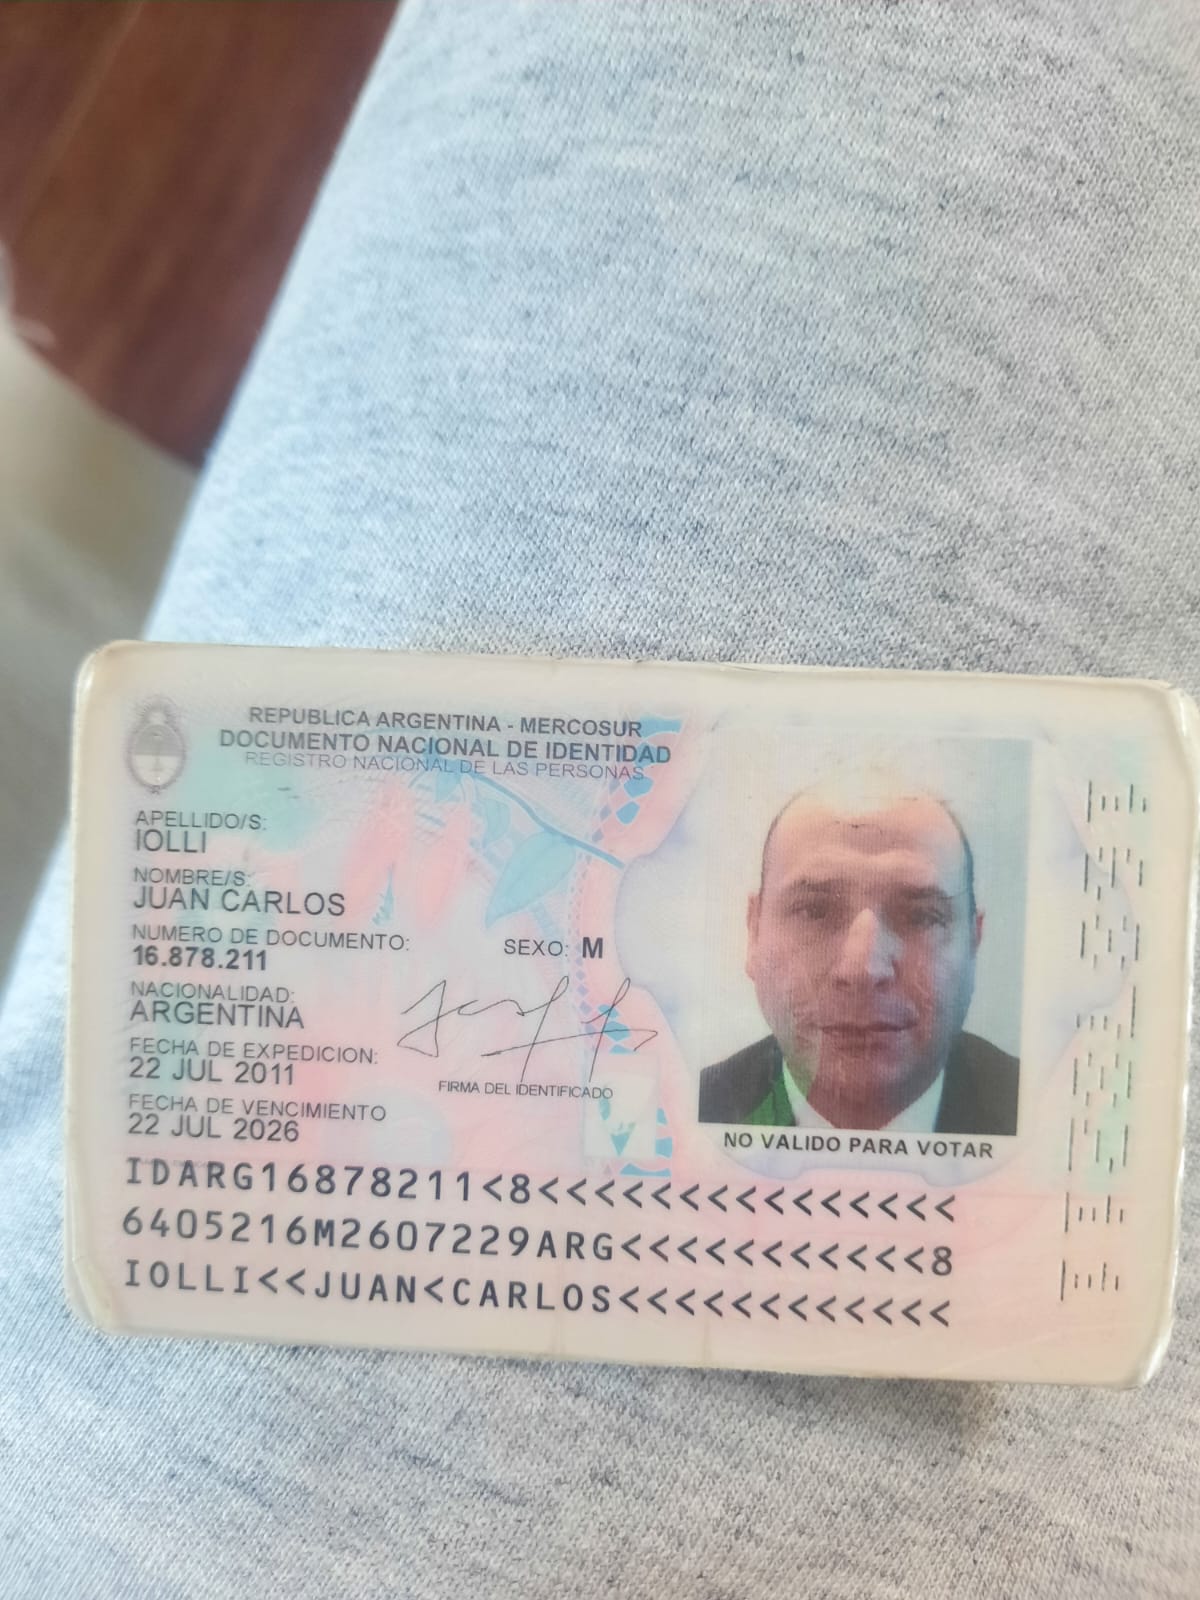 REPUBLICA ARGENTINA - MERCOSUR
DOCUMENTO NACIONAL DE IDENTIDAD
REGISTRO NACIONAL DE LAS PERSONAS
APELLIDO/S:
IOLLI
NOMBRE/S:
JUAN CARLOS
NUMERO DE DOCUMENTO:
16.878.211
SEXO: M
NACIONALIDAD:
ARGENTINA
FECHA DE EXPEDICION:
22 JUL 2011
FIRMA DEL IDENTIFICADO
FECHA DE VENCIMIENTO
22 JUL 2026
NO VALIDO PARA VOTAR
IDARG16878211<8<<<<<<<<<<<<<<<
6405216M2607229ARG<<<<<<<<<<<8
IOLLI<<JUAN<CARLOS<<<<<<<<<<<<